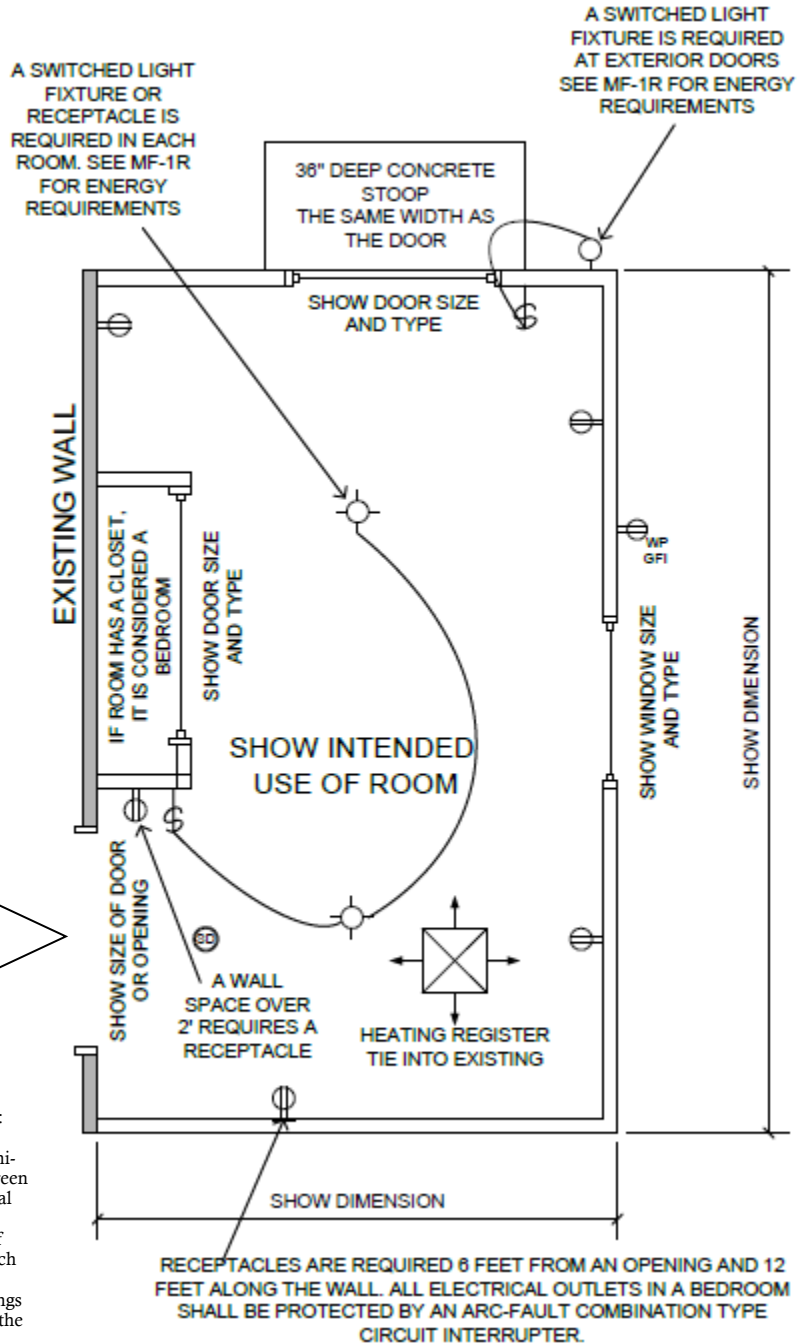 A SWITCHED LIGHT
FIXTURE IS REQUIRED
AT EXTERIOR DOORS
SEE MF-1R FOR ENERGY
REQUIREMENTS
A SWITCHED LIGHT
FIXTURE OR
RECEPTACLE IS
REQUIRED IN EACH
ROOM. SEE MF-1R
FOR ENERGY
REQUIREMENTS
36" DEEP CONCRETE
STOOP
THE SAME WIDTH AS
THE DOOR
SHOW DOOR SIZE
AND TYPE
S
EXISTING WALL
IF ROOM HAS A CLOSET,
IT IS CONSIDERED A
BEDROOM
SHOW DOOR SIZE
AND TYPE
WP
GFI
SHOW WINDOW SIZE
AND TYPE
SHOW DIMENSION
SHOW INTENDED
USE OF ROOM
S
SHOW SIZE OF DOOR
OR OPENING
SD
A WALL
SPACE OVER
2' REQUIRES A
RECEPTACLE
HEATING REGISTER
TIE INTO EXISTING
:
ni-
reen
al
f
ch
ngs
the
SHOW DIMENSION
RECEPTACLES ARE REQUIRED 6 FEET FROM AN OPENING AND 12
FEET ALONG THE WALL. ALL ELECTRICAL OUTLETS IN A BEDROOM
SHALL BE PROTECTED BY AN ARC-FAULT COMBINATION TYPE
CIRCUIT INTERRUPTER.